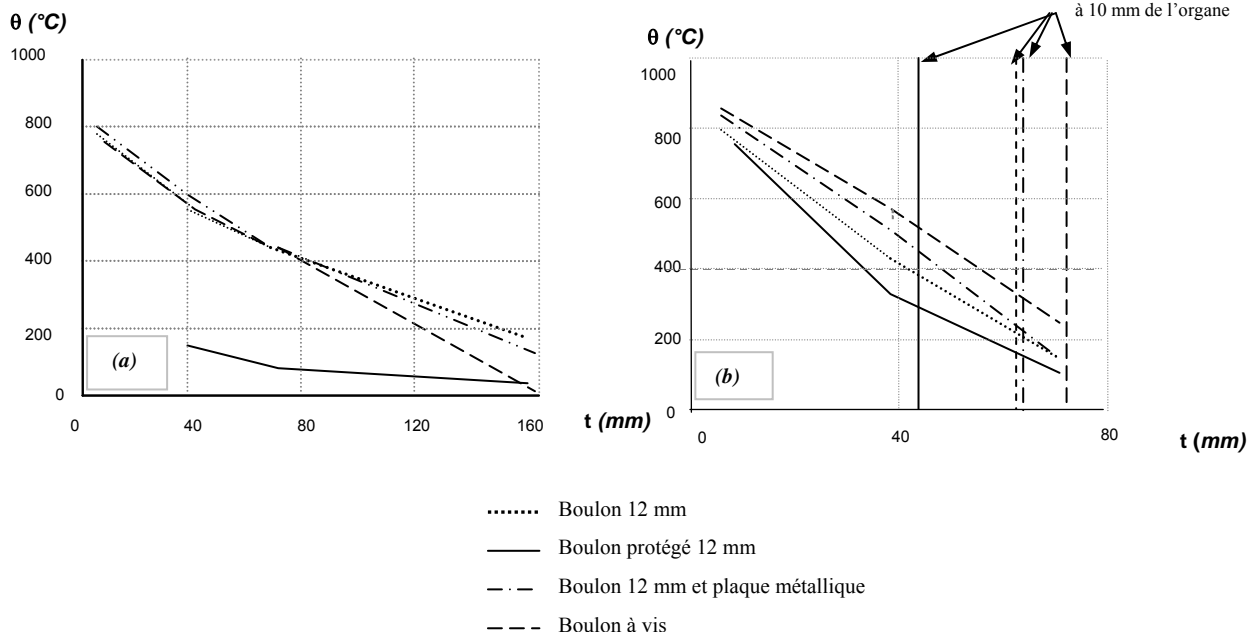 à 10 mm de l’organe
θ (°C)
1000
800
600
400
200
0
(a)
0
40
80
120
160
t (mm)
θ (°C)
1000
800
600
400
200
0
(b)
0
40
80
t (mm)
Boulon 12 mm
Boulon protégé 12 mm
Boulon 12 mm et plaque métallique
Boulon à vis